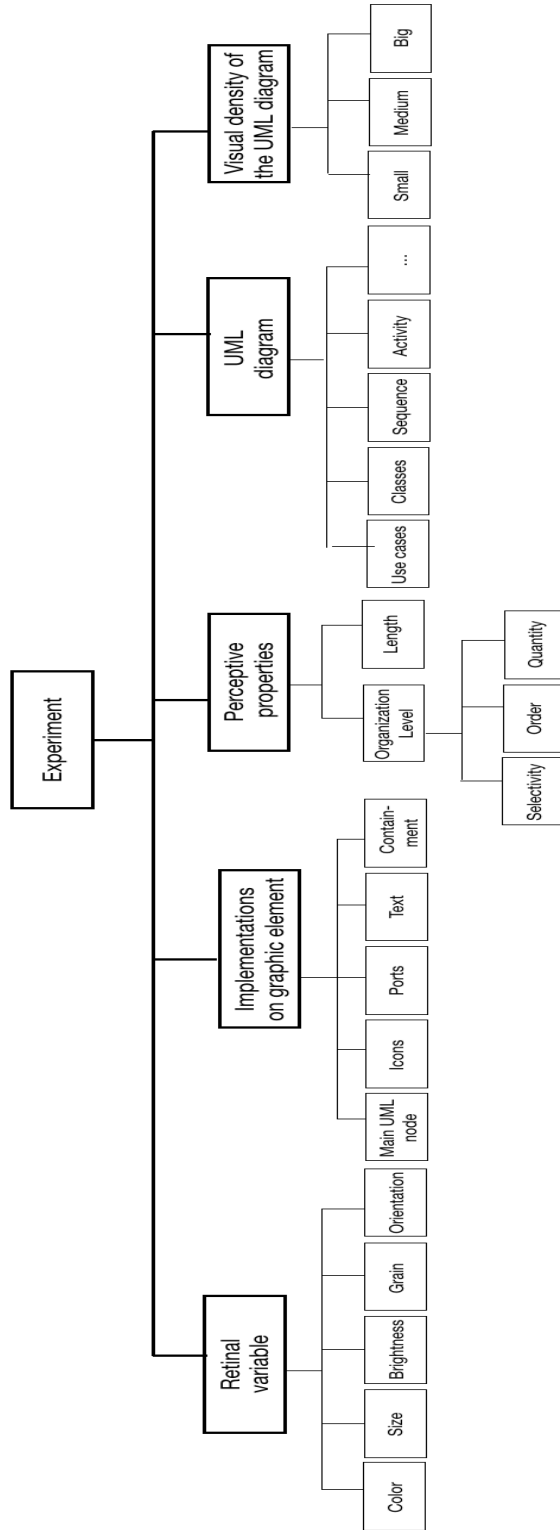 Experiment
Retinal
variable
Implementations
on graphic element
Perceptive
properties
UML
diagram
Visual density of
the UML diagram
Color
Size
Brightness
Grain
Orientation
Main UML
node
Icons
Ports
Text
Contain-
ment
Organization
Level
Length
Use cases
Classes
Sequence
Activity
...
Small
Medium
Big
Selectivity
Order
Quantity